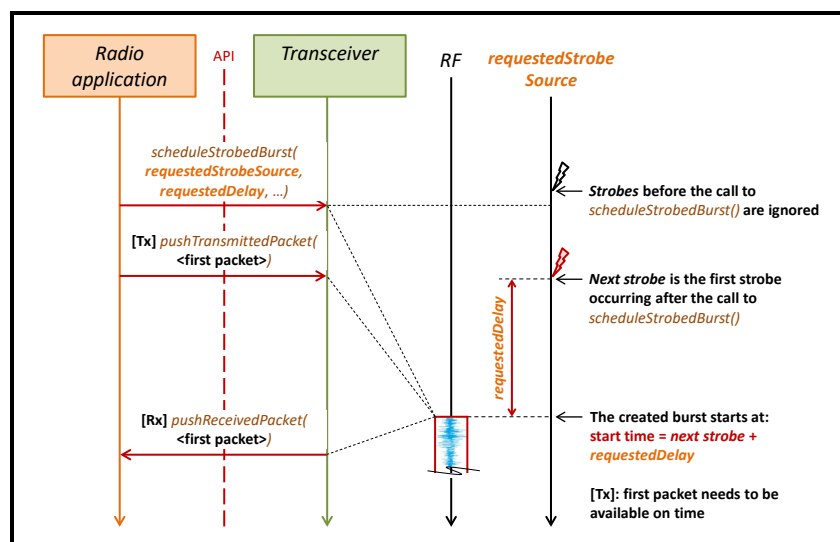 Radio
application
API
Transceiver
RF
requestedStrobe
Source
scheduleStrobedBurst(
requestedStrobeSource,
requestedDelay, ...)
Strobes before the call to
scheduleStrobedBurst() are ignored
[Tx] pushTransmittedPacket(
<first packet>)
Next strobe is the first strobe
occurring after the call to
scheduleStrobedBurst()
requestedDelay
[Rx] pushReceivedPacket(
<first packet>)
The created burst starts at:
start time = next strobe +
requestedDelay
[Tx]: first packet needs to be
available on time